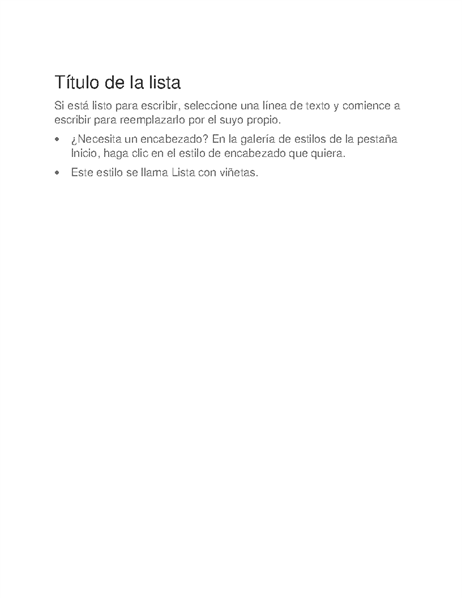 Título de la lista
Si está listo para escribir, seleccione una línea de texto y comience a
escribir para reemplazarlo por el suyo propio.
• ¿Necesita un encabezado? En la galería de estilos de la pestaña
Inicio, haga clic en el estilo de encabezado que quiera.
• Este estilo se llama Lista con viñetas.